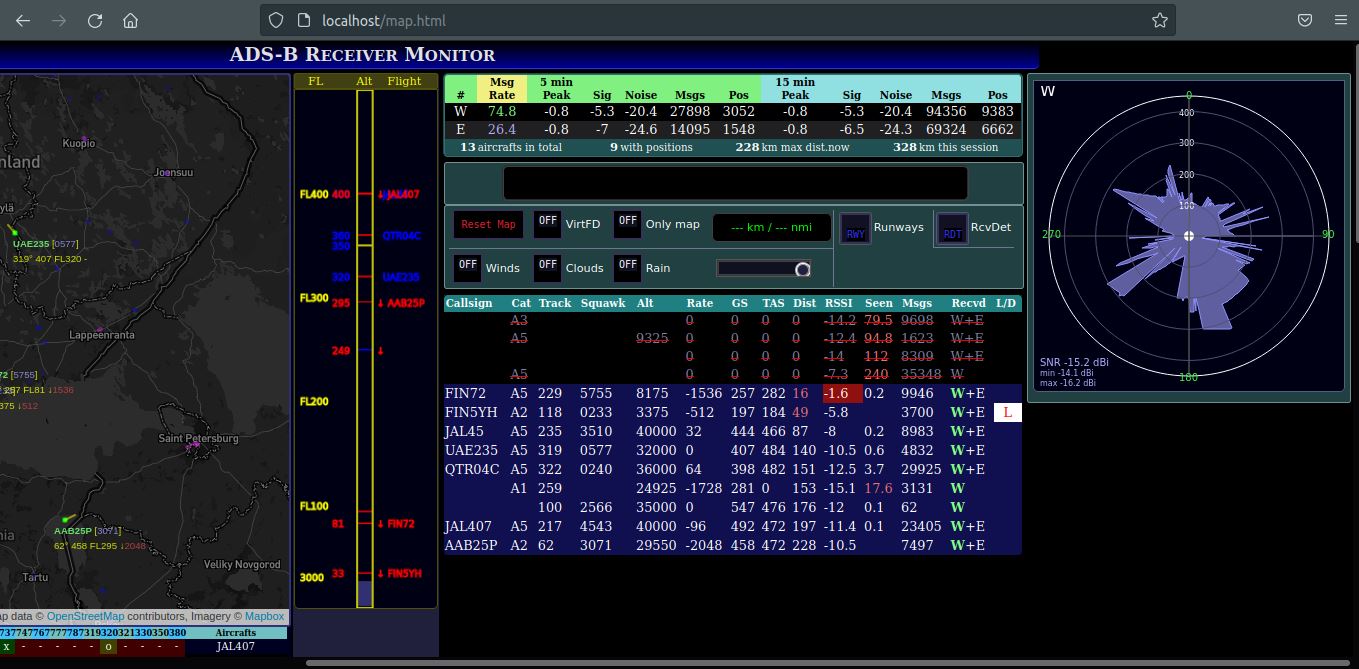 localhost/map.html
ADS-B Receiver Monitor
Kuopio
nland
Joensuu
ylä
UAE235 [0577]
319° 407 FL320 -
Lappeenranta
72 [5755]
257 FL81 ↓1536
375 ↓512
Saint Petersburg
AAB25P [3071]
62° 458 FL295 ↓2048
nia
Tartu
Veliky Novgorod
ap data © OpenStreetMap contributors, Imagery © Mapbox
737 747 767 777 787 319 320 321 330 350 380 Aircrafts
x - - - - - o - - - - JAL407
FL Alt Flight
FL400 400 ↓ JAL407
360 QTR04C
350
320 UAE235
FL300
295 ↓ AAB25P
249 ↓
FL200
FL100
81 ↓ FIN72
33 ↓ FIN5YH
3000
Msg 5 min 15 min
# Rate Peak Sig Noise Msgs Pos Peak Sig Noise Msgs Pos
W 74.8 -0.8 -5.3 -20.4 27898 3052 -0.8 -5.3 -20.4 94356 9383
E 26.4 -0.8 -7 -24.6 14095 1548 -0.8 -6.5 -24.3 69324 6662
13 aircrafts in total 9 with positions 228 km max dist.now 328 km this session
Reset Map OFF VirtFD OFF Only map --- km / --- nmi RWY Runways RDT RcvDet
OFF Winds OFF Clouds OFF Rain
Callsign Cat Track Squawk Alt Rate GS TAS Dist RSSI Seen Msgs Recvd L/D
A3 0 0 0 0 -14.2 79.5 9698 W+E
A5 9325 0 0 0 0 -12.4 94.8 1623 W+E
0 0 0 0 -14 112 8309 W+E
A5 0 0 0 0 -7.3 240 35348 W
FIN72 A5 229 5755 8175 -1536 257 282 16 -1.6 0.2 9946 W+E
FIN5YH A2 118 0233 3375 -512 197 184 49 -5.8 3700 W+E L
JAL45 A5 235 3510 40000 32 444 466 87 -8 0.2 8983 W+E
UAE235 A5 319 0577 32000 0 407 484 140 -10.5 0.6 4832 W+E
QTR04C A5 322 0240 36000 64 398 482 151 -12.5 3.7 29925 W+E
A1 259 24925 -1728 281 0 153 -15.1 17.6 3131 W
100 2566 35000 0 547 476 176 -12 0.1 62 W
JAL407 A5 217 4543 40000 -96 492 472 197 -11.4 0.1 23405 W+E
AAB25P A2 62 3071 29550 -2048 458 472 228 -10.5 7497 W+E
W
0
400
300
200
100
270 90
180
SNR -15.2 dBi
min -14.1 dBi
max -16.2 dBi